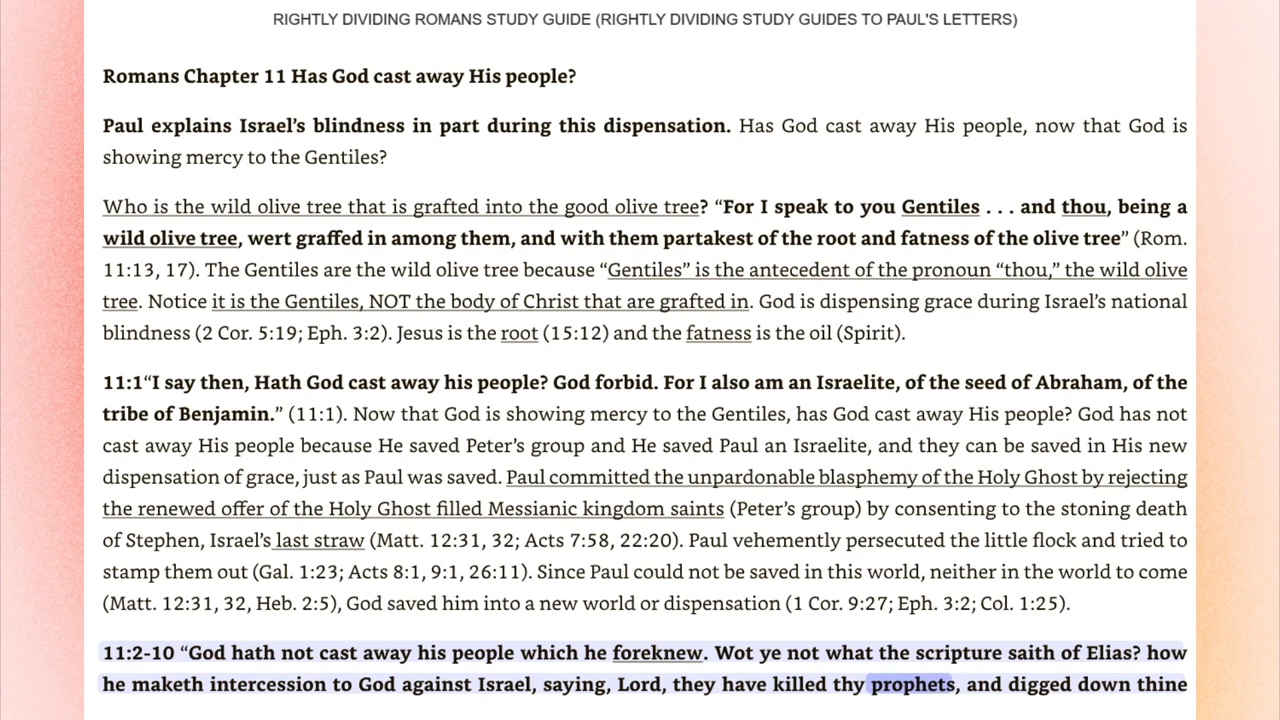 RIGHTLY DIVIDING ROMANS STUDY GUIDE (RIGHTLY DIVIDING STUDY GUIDES TO PAUL'S LETTERS)
Romans Chapter 11 Has God cast away His people?
Paul explains Israel’s blindness in part during this dispensation. Has God cast away His people, now that God is
showing mercy to the Gentiles?
Who is the wild olive tree that is grafted into the good olive tree? “For I speak to you Gentiles . . . and thou, being a
wild olive tree, wert graffed in among them, and with them partakest of the root and fatness of the olive tree” (Rom.
11:13, 17). The Gentiles are the wild olive tree because “Gentiles” is the antecedent of the pronoun “thou,” the wild olive
tree. Notice it is the Gentiles, NOT the body of Christ that are grafted in. God is dispensing grace during Israel’s national
blindness (2 Cor. 5:19; Eph. 3:2). Jesus is the root (15:12) and the fatness is the oil (Spirit).
11:1“I say then, Hath God cast away his people? God forbid. For I also am an Israelite, of the seed of Abraham, of the
tribe of Benjamin.” (11:1). Now that God is showing mercy to the Gentiles, has God cast away His people? God has not
cast away His people because He saved Peter’s group and He saved Paul an Israelite, and they can be saved in His new
dispensation of grace, just as Paul was saved. Paul committed the unpardonable blasphemy of the Holy Ghost by rejecting
the renewed offer of the Holy Ghost filled Messianic kingdom saints (Peter’s group) by consenting to the stoning death
of Stephen, Israel’s last straw (Matt. 12:31, 32; Acts 7:58, 22:20). Paul vehemently persecuted the little flock and tried to
stamp them out (Gal. 1:23; Acts 8:1, 9:1, 26:11). Since Paul could not be saved in this world, neither in the world to come
(Matt. 12:31, 32, Heb. 2:5), God saved him into a new world or dispensation (1 Cor. 9:27; Eph. 3:2; Col. 1:25).
11:2-10 “God hath not cast away his people which he foreknew. Wot ye not what the scripture saith of Elias? how
he maketh intercession to God against Israel, saying, Lord, they have killed thy prophets, and digged down thine